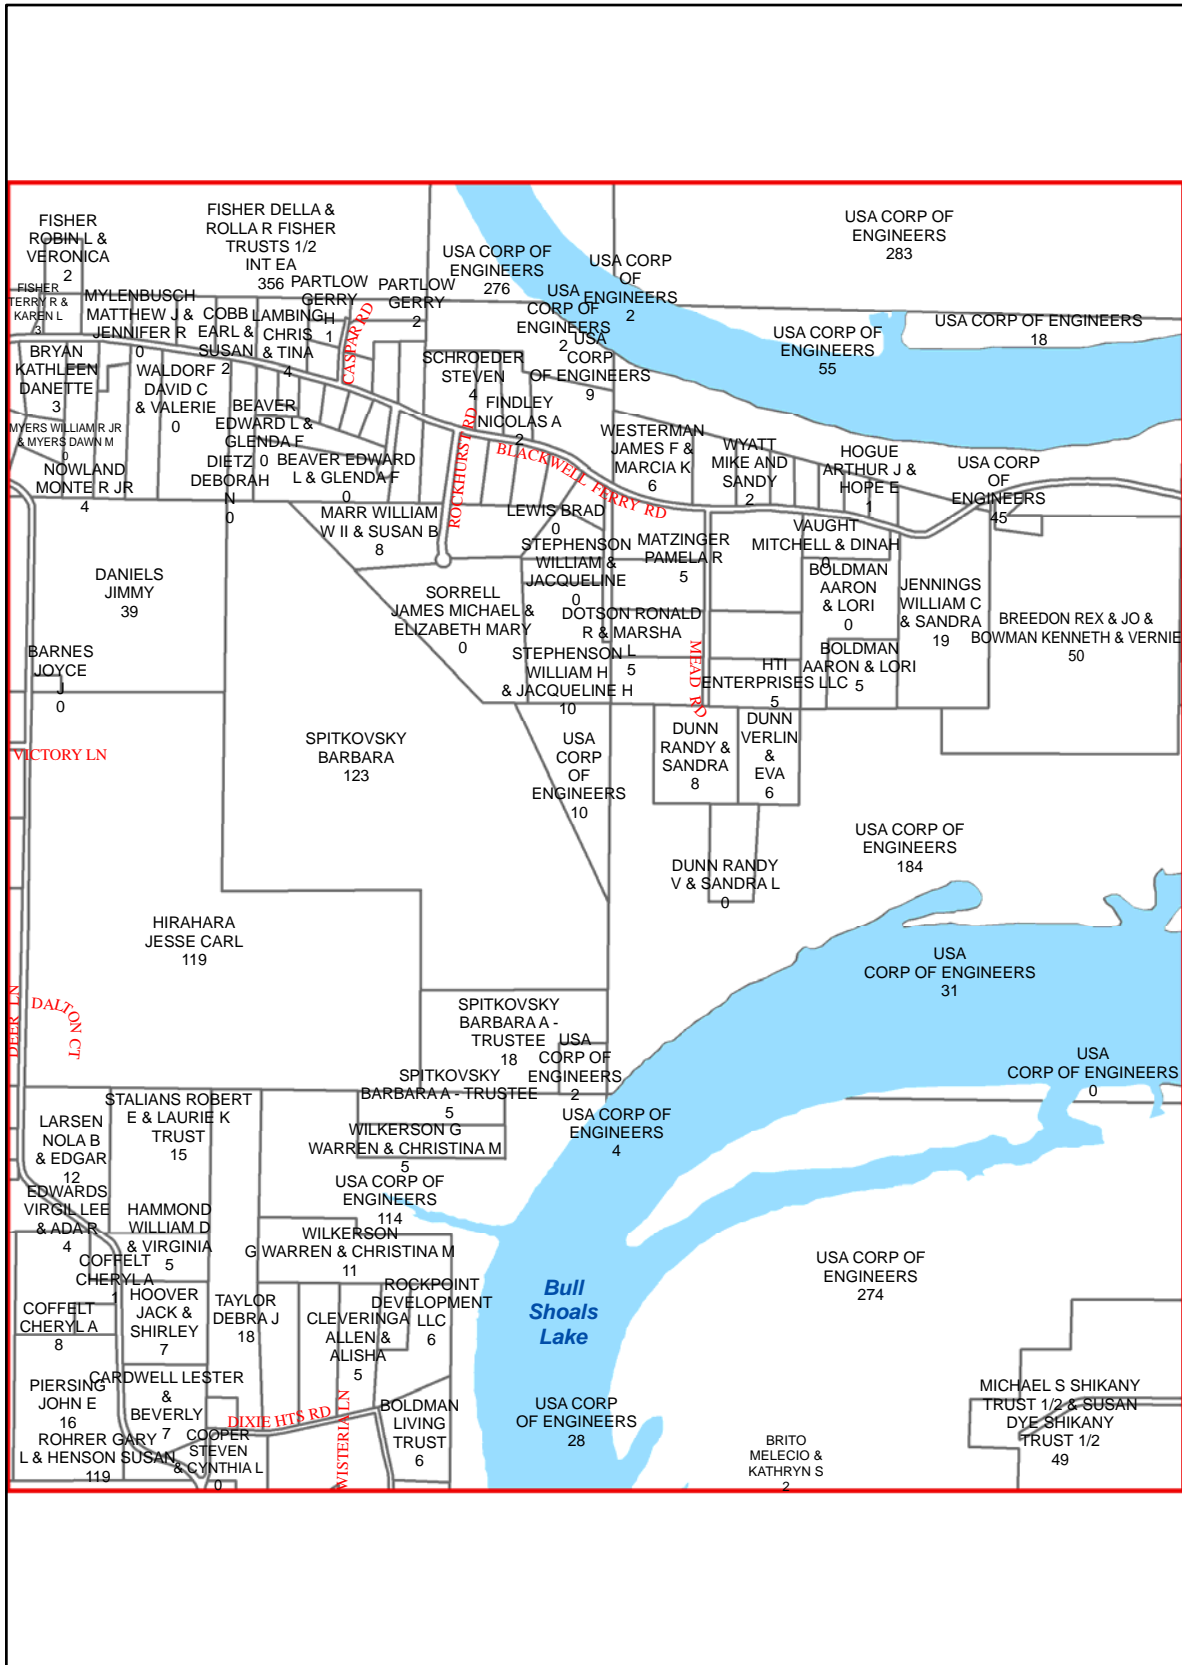 FISHER
ROBIN L &
VERONICA
2
FISHER DELLA &
ROLLA R FISHER
TRUSTS 1/2
INT EA
356
USA CORP OF
ENGINEERS
283
USA CORP OF
ENGINEERS
276
USA CORP
OF
ENGINEERS
2
FISHER
TERRY R &
KAREN L
3
MYLENBUSCH
MATTHEW J &
JENNIFER R
0
COBB
EARL &
SUSAN
2
LAMBING
CHRIS
& TINA
4
PARTLOW
GERRY
H
1
CASPAR RD
PARTLOW
GERRY
2
USA
CORP OF
ENGINEERS
2
USA
CORP
OF ENGINEERS
9
USA CORP OF
ENGINEERS
55
USA CORP OF ENGINEERS
18
BRYAN
KATHLEEN
DANETTE
3
WALDORF
DAVID C
& VALERIE
0
SCHROEDER
STEVEN
4
FINDLEY
NICOLAS A
2
MYERS WILLIAM R JR
& MYERS DAWN M
0
NOWLAND
MONTE R JR
4
BEAVER
EDWARD L &
GLENDA F
0
DIETZ
DEBORAH
N
0
BEAVER EDWARD
L & GLENDA F
0
ROCKHURST RD
BLACKWELL FERRY RD
WESTERMAN
JAMES F &
MARCIA K
6
WYATT
MIKE AND
SANDY
2
HOGUE
ARTHUR J &
HOPE E
1
USA CORP
OF
ENGINEERS
45
MARR WILLIAM
W II & SUSAN B
8
LEWIS BRAD
0
STEPHENSON
WILLIAM &
JACQUELINE
0
MATZINGER
PAMELA R
5
VAUGHT
MITCHELL & DINAH
0
BOLDMAN
AARON
& LORI
0
JENNINGS
WILLIAM C
& SANDRA
19
BREEDON REX & JO &
BOWMAN KENNETH & VERNIE
50
DANIELS
JIMMY
39
SORRELL
JAMES MICHAEL &
ELIZABETH MARY
0
DOTSON RONALD
R & MARSHA
L
5
BARNES
JOYCE
J
0
STEPHENSON
WILLIAM H
& JACQUELINE H
10
MEAD RD
HTI
ENTERPRISES LLC
5
BOLDMAN
AARON & LORI
5
VICTORY LN
SPITKOVSKY
BARBARA
123
USA
CORP
OF
ENGINEERS
10
DUNN
RANDY &
SANDRA
8
DUNN
VERLIN
&
EVA
6
USA CORP OF
ENGINEERS
184
DUNN RANDY
V & SANDRA L
0
HIRAHARA
JESSE CARL
119
USA
CORP OF ENGINEERS
31
DEER LN
DALTON CT
SPITKOVSKY
BARBARA A -
TRUSTEE
18
USA
CORP OF
ENGINEERS
2
USA
CORP OF ENGINEERS
0
SPITKOVSKY
BARBARA A - TRUSTEE
5
STALIANS ROBERT
E & LAURIE K
TRUST
15
LARSEN
NOLA B
& EDGAR
12
WILKERSON G
WARREN & CHRISTINA M
5
USA CORP OF
ENGINEERS
4
USA CORP OF
ENGINEERS
114
EDWARDS
VIRGIL LEE
& ADA R
4
HAMMOND
WILLIAM D
& VIRGINIA
5
WILKERSON
G WARREN & CHRISTINA M
11
COFFELT
CHERYL A
1
USA CORP OF
ENGINEERS
274
COFFELT
CHERYL A
8
HOOVER
JACK &
SHIRLEY
7
TAYLOR
DEBRA J
18
CLEVERINGA
ALLEN &
ALISHA
5
ROCKPOINT
DEVELOPMENT
LLC
6
Bull
Shoals
Lake
PIERSING
JOHN E
16
CARDWELL LESTER
&
BEVERLY
7
DIXIE HTS RD
WISTERIA LN
BOLDMAN
LIVING
TRUST
6
USA CORP
OF ENGINEERS
28
MICHAEL S SHIKANY
TRUST 1/2 & SUSAN
DYE SHIKANY
TRUST 1/2
49
ROHRER GARY
L & HENSON SUSAN
119
COOPER
STEVEN
& CYNTHIA L
0
BRITO
MELECIO &
KATHRYN S
2